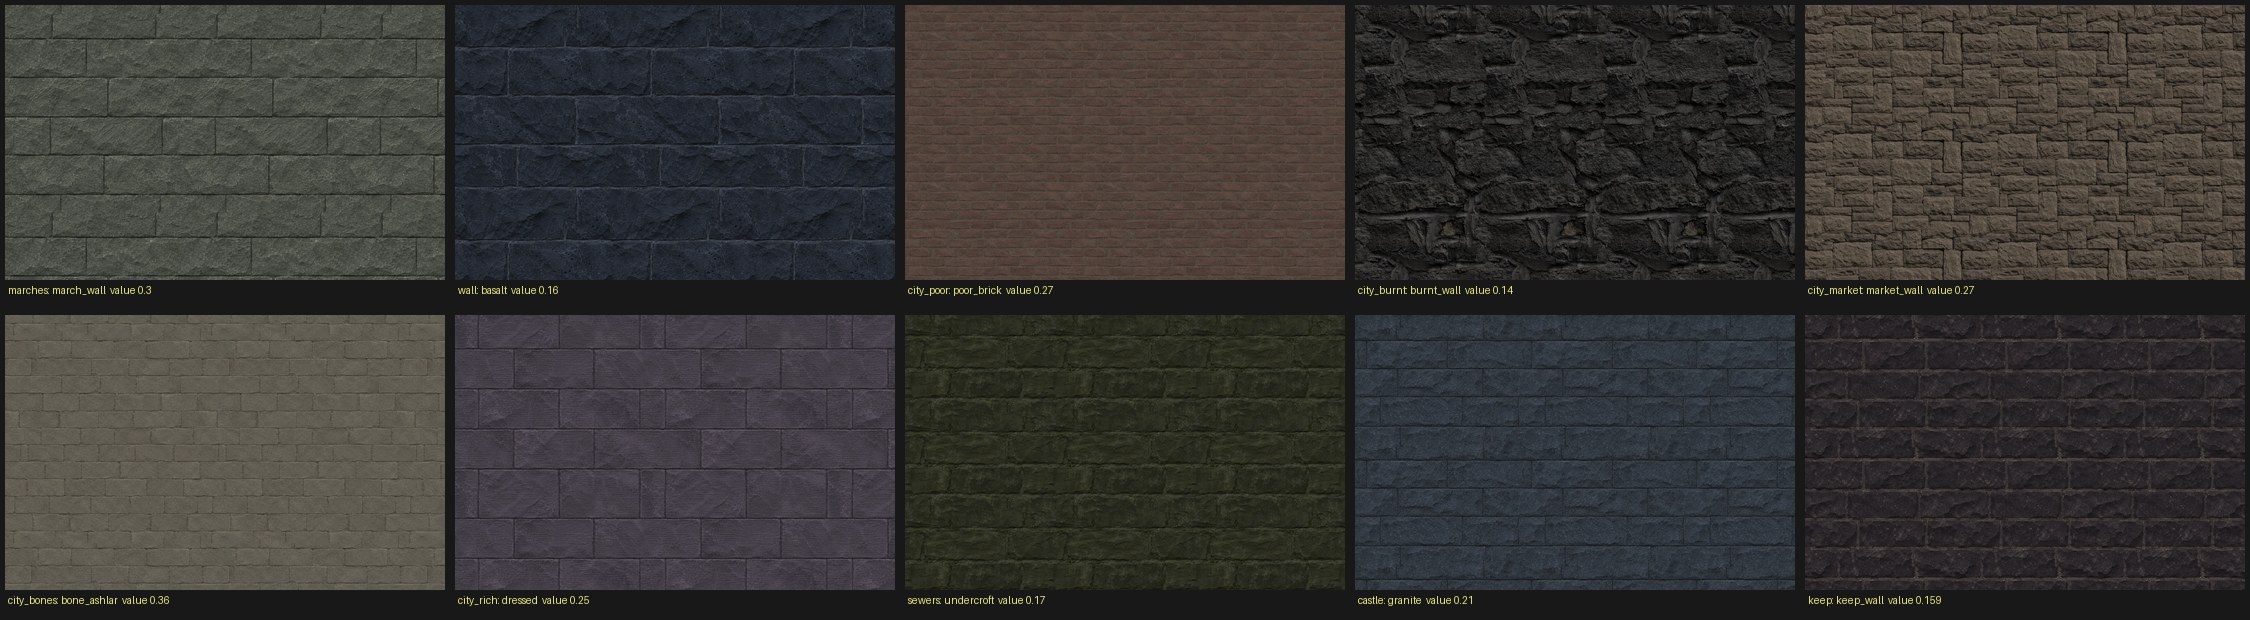 marches: march_wall value 0.3
wall: basalt value 0.16
city_poor: poor_brick value 0.27
city_burnt: burnt_wall value 0.14
city_market: market_wall value 0.27
city_bones: bone_ashlar value 0.36
city_rich: dressed value 0.25
sewers: undercroft value 0.17
castle: granite value 0.21
keep: keep_wall value 0.159